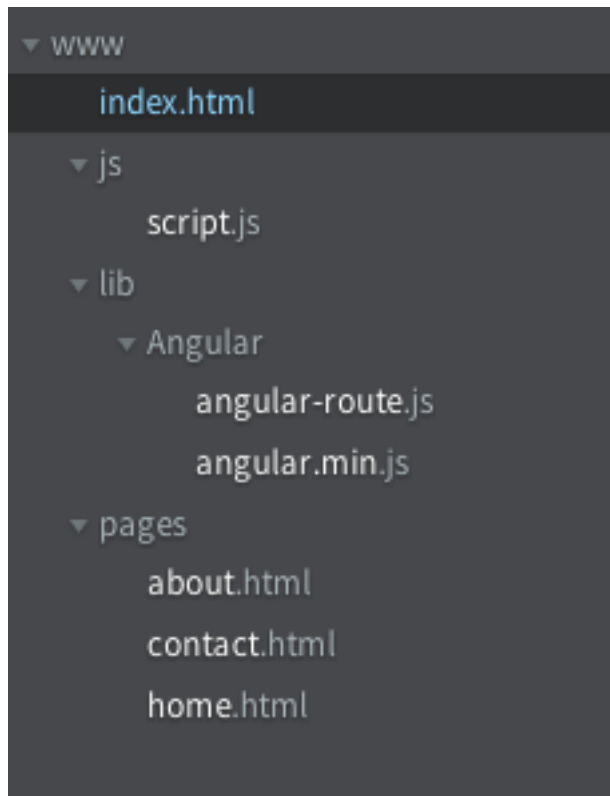 www
index.html
js
script.js
lib
Angular
angular-route.js
angular.min.js
pages
about.html
contact.html
home.html